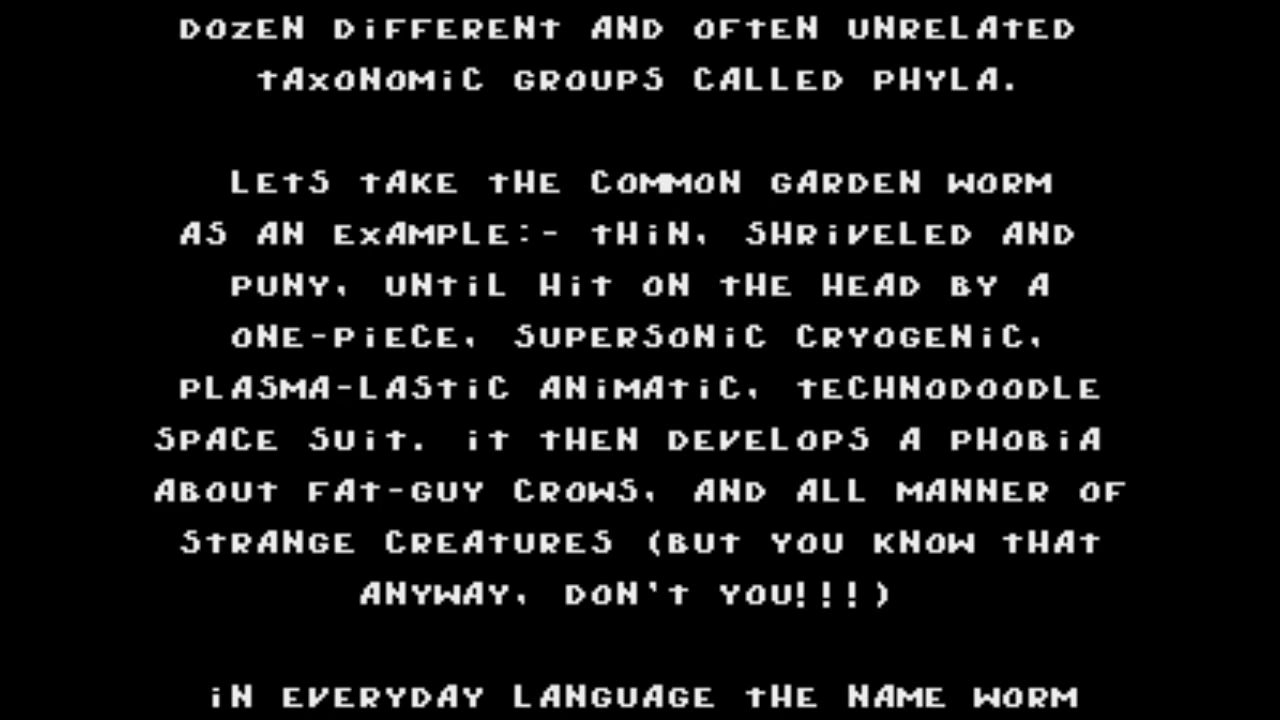 DOZEN DiFFERENT AND OFTEN UNRELATED
TAXONOMiC GROUPS CALLED PHYLA.
LETS TAKE THE COMMON GARDEN WORM
AS AN EXAMPLE:- THiN, SHRiVELED AND
PUNY, UNTiL HiT ON THE HEAD BY A
ONE-PiECE, SUPERSONiC CRYOGENiC,
PLASMA-LASTiC ANiMATiC, TECHNODOODLE
SPACE SUiT. iT THEN DEVELOPS A PHOBiA
ABOUT FAT-GUY CROWS, AND ALL MANNER OF
STRANGE CREATURES (BUT YOU KNOW THAT
ANYWAY, DON'T YOU!!!)
iN EVERYDAY LANGUAGE THE NAME WORM